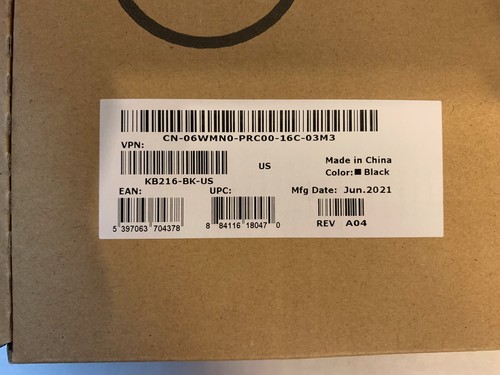 CN-06WMN0-PRC00-16C-03M3
VPN:
KB216-BK-US
US
Made in China
Color: Black
EAN:
UPC:
Mfg Date: Jun.2021
5 397063 704378
8 84116 18047 0
REV A04